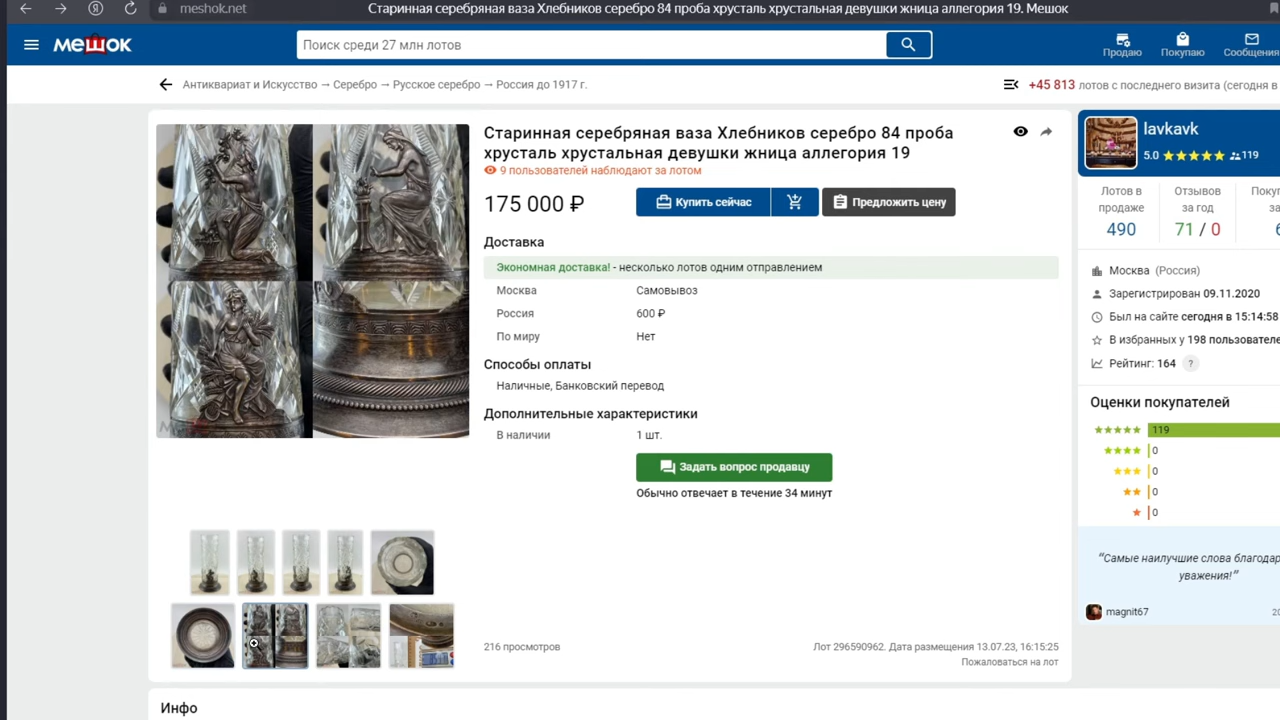 meshok.net
Старинная серебряная ваза Хлебников серебро 84 проба хрусталь хрустальная девушки жница аллегория 19. Мешок
мешок
Поиск среди 27 млн лотов
Продаю
Покупаю
Сообщения
Антиквариат и Искусство → Серебро → Русское серебро → Россия до 1917 г.
+45 813 лотов с последнего визита (сегодня в
Старинная серебряная ваза Хлебников серебро 84 проба
хрусталь хрустальная девушки жница аллегория 19
9 пользователей наблюдают за лотом
175 000 ₽
Купить сейчас
Предложить цену
Доставка
Экономная доставка! - несколько лотов одним отправлением
Москва Самовывоз
Россия 600 ₽
По миру Нет
Способы оплаты
Наличные, Банковский перевод
Дополнительные характеристики
В наличии 1 шт.
Задать вопрос продавцу
Обычно отвечает в течение 34 минут
216 просмотров
Лот 296590962. Дата размещения 13.07.23, 16:15:25
Пожаловаться на лот
Инфо
lavkavk
5.0 ★★★★★ 119
Лотов в продаже
490
Отзывов за год
71 / 0
Москва (Россия)
Зарегистрирован 09.11.2020
Был на сайте сегодня в 15:14:58
В избранных у 198 пользователе
Рейтинг: 164 ?
Оценки покупателей
119
0
0
0
0
“Самые наилучшие слова благодар
уважения!”
magnit67